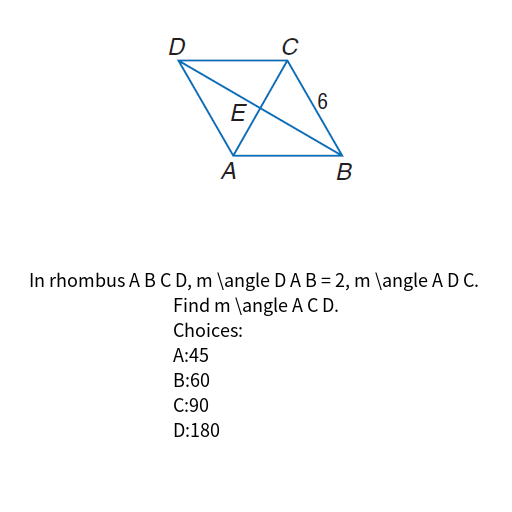 D
C
6
E
A
B
In rhombus A B C D, m \angle D A B = 2, m \angle A D C.
Find m \angle A C D.
Choices:
A:45
B:60
C:90
D:180